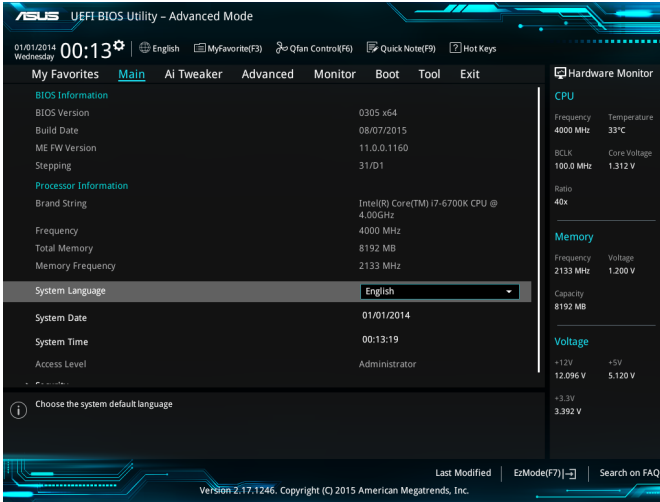 ASUS UEFI BIOS Utility – Advanced Mode
01/01/2014 Wednesday 00:13 English MyFavorite(F3) Qfan Control(F6) Quick Note(F9) ? Hot Keys
My Favorites Main Ai Tweaker Advanced Monitor Boot Tool Exit
BIOS Information
BIOS Version 0305 x64
Build Date 08/07/2015
ME FW Version 11.0.0.1160
Stepping 31/D1
Processor Information
Brand String Intel(R) Core(TM) i7-6700K CPU @
4.00GHz
Frequency 4000 MHz
Total Memory 8192 MB
Memory Frequency 2133 MHz
System Language English
System Date 01/01/2014
System Time 00:13:19
Access Level Administrator
Choose the system default language
Hardware Monitor
CPU
Frequency Temperature
4000 MHz 33°C
BCLK Core Voltage
100.0 MHz 1.312 V
Ratio
40x
Memory
Frequency Voltage
2133 MHz 1.200 V
Capacity
8192 MB
Voltage
+12V +5V
12.096 V 5.120 V
+3.3V
3.392 V
Last Modified EzMode(F7) Search on FAQ
Version 2.17.1246. Copyright (C) 2015 American Megatrends, Inc.